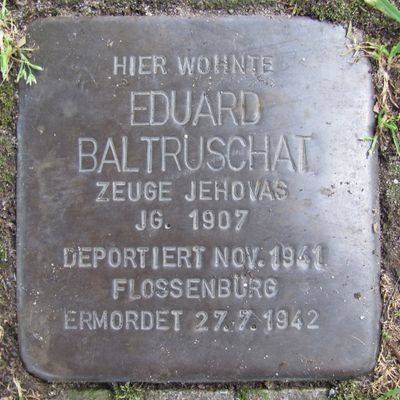 HIER WOHNTE
EDUARD
BALTRUSCHAT
ZEUGE JEHOVAS
JG. 1907
DEPORTIERT NOV. 1941
FLOSSENBÜRG
ERMORDET 27.7.1942